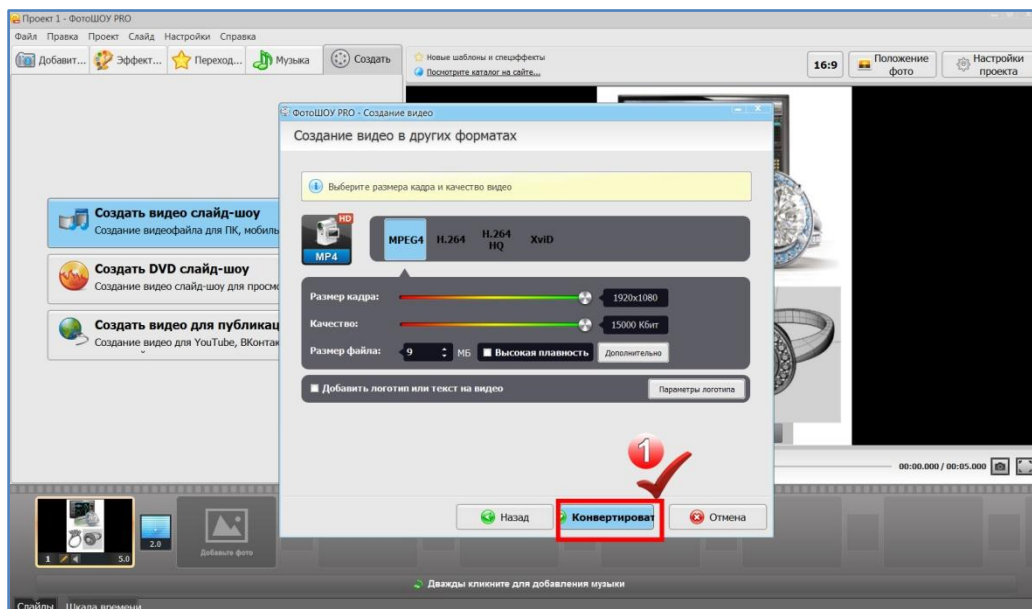 Проект 1 - ФотоШОУ PRO
Файл Правка Проект Слайд Настройки Справка
Добавит... Эффект... Переход... Музыка Создать
Новые шаблоны и спецэффекты
Посмотрите каталог на сайте...
16:9
Положение фото
Настройки проекта
ФотоШОУ PRO - Создание видео
Создание видео в других форматах
Выберите размера кадра и качество видео
HD
MP4
MPEG4 H.264 H.264 HQ XviD
Размер кадра: 1920x1080
Качество: 15000 Кбит
Размер файла: 9 МБ Высокая плавность Дополнительно
Добавить логотип или текст на видео Параметры логотипа
Создать видео слайд-шоу
Создание видеофайла для ПК, мобиль
Создать DVD слайд-шоу
Создание видео слайд-шоу для просмо
Создать видео для публикац
Создание видео для YouTube, ВКонтак
1
Назад Конвертироват Отмена
00:00.000 / 00:05.000
1 5.0
2.0
Добавьте фото
Дважды кликните для добавления музыки
Слайды Шкала времени